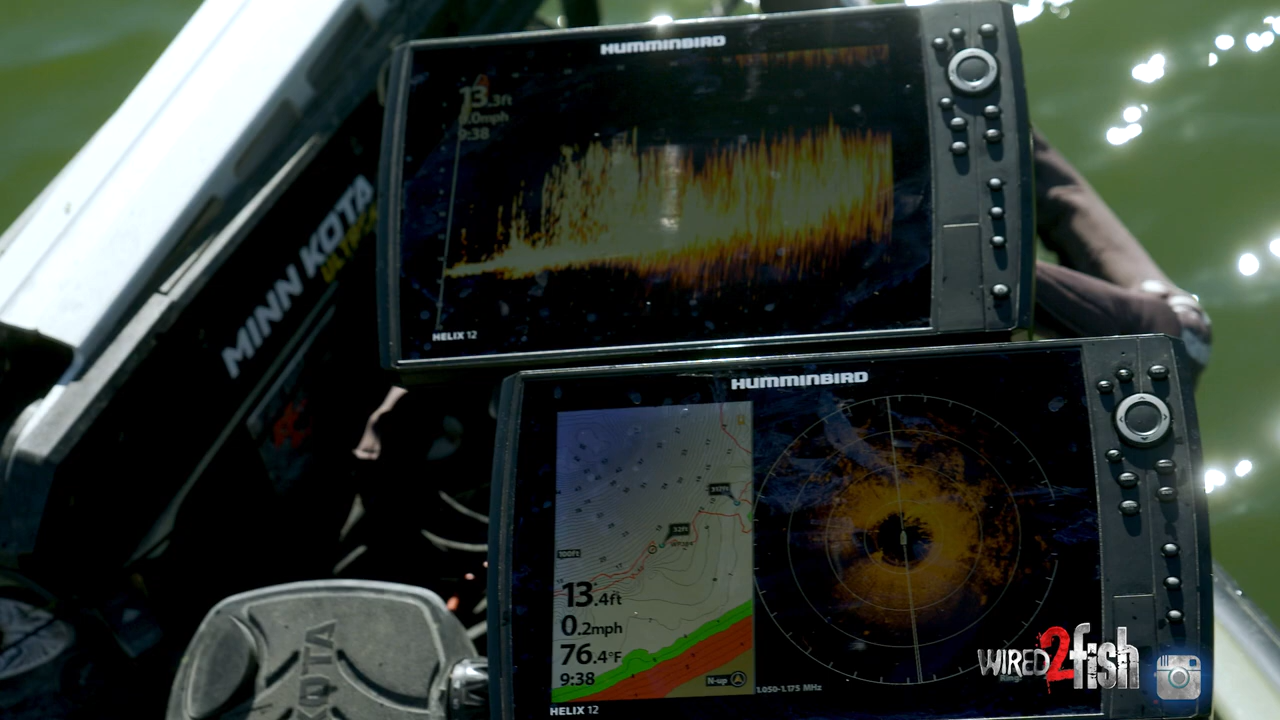 HUMMINBIRD
13.3ft
0.0mph
9:38
HELIX 12
MINN KOTA
ULTREX
HUMMINBIRD
100ft
13.4ft
0.2mph
76.4°F
9:38
N-up
1.050-1.175 MHz
HELIX 12
KOTA
WIRED2fish